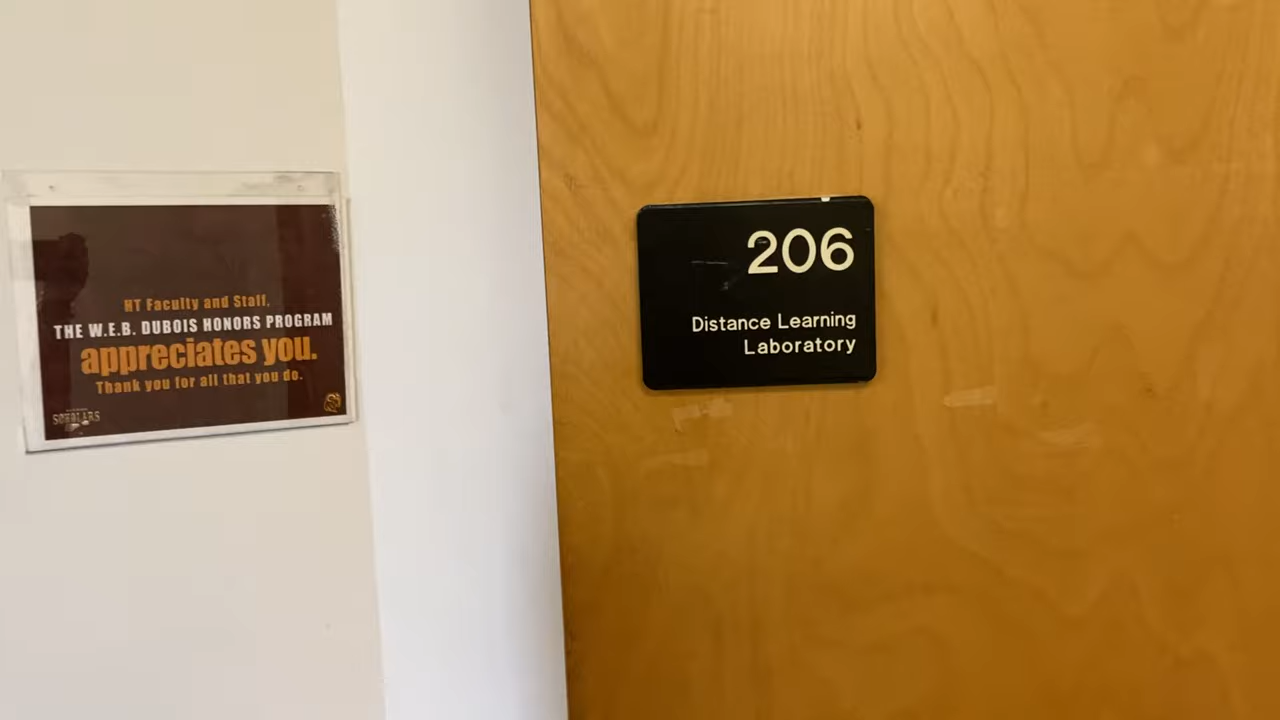 HT Faculty and Staff,
THE W.E.B. DUBOIS HONORS PROGRAM
appreciates you.
Thank you for all that you do.
SCHOLARS
206
Distance Learning
Laboratory